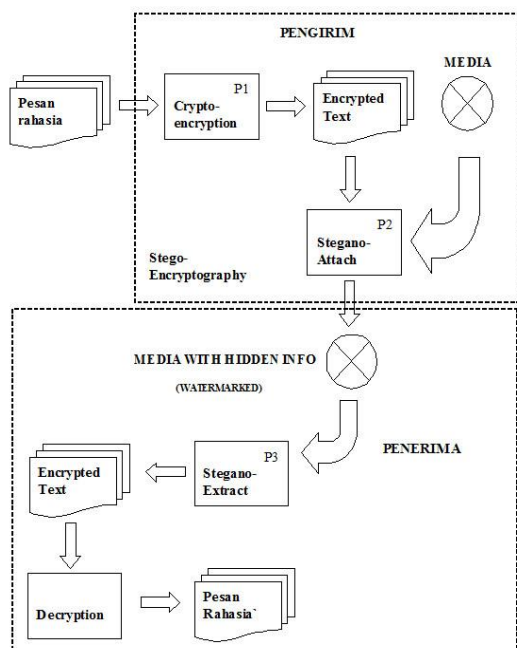 PENGIRIM
MEDIA
Pesan
rahasia
P1
Crypto-
encryption
Encrypted
Text
P2
Stegano-
Attach
Stego-
Encryptography
MEDIA WITH HIDDEN INFO
(WATERMARKED)
PENERIMA
P3
Stegano-
Extract
Encrypted
Text
Decryption
Pesan
Rahasia`